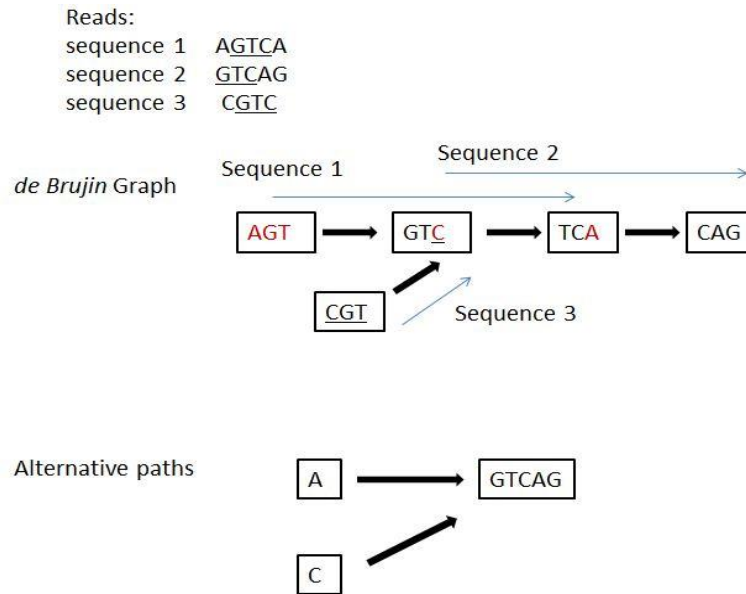 Reads:
sequence 1 AGTCA
sequence 2 GTCAG
sequence 3 CGTC
Sequence 2
Sequence 1
de Brujin Graph
AGT GTC TCA CAG
CGT
Sequence 3
Alternative paths
A GTCAG
C